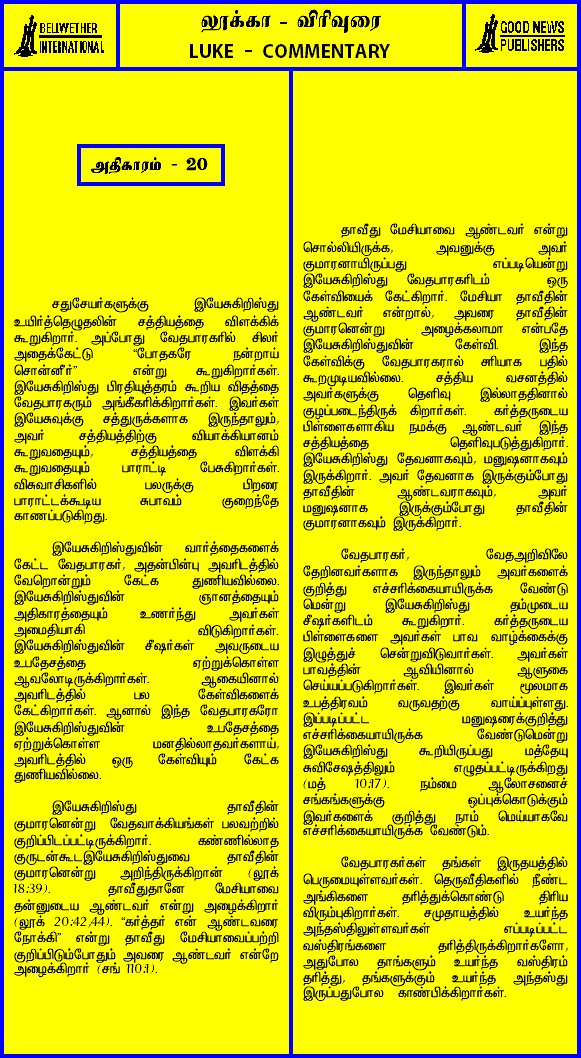 BELLWETHER
INTERNATIONAL
லூக்கா - விரிவுரை
LUKE - COMMENTARY
GOOD NEWS
PUBLISHERS
அதிகாரம் - 20
சதுசேயர்களுக்கு இயேசுகிறிஸ்து
உயிர்த்தெழுதலின் சத்தியத்தை விளக்கிக்
கூறுகிறார். அப்போது வேதபாரகரில் சிலர்
அதைக்கேட்டு “போதகரே நன்றாய்
சொன்னீர்” என்று கூறுகிறார்கள்.
இயேசுகிறிஸ்து பிரதியுத்தரம் கூறிய விதத்தை
வேதபாரகரும் அங்கீகரிக்கிறார்கள். இவர்கள்
இயேசுவுக்கு சத்துருக்களாக இருந்தாலும்,
அவர் சத்தியத்திற்கு வியாக்கியானம்
கூறுவதையும், சத்தியத்தை விளக்கி
கூறுவதையும் பாராட்டி பேசுகிறார்கள்.
விசுவாசிகளில் பலருக்கு பிறரை
பாராட்டக்கூடிய சுபாவம் குறைந்தே
காணப்படுகிறது.
இயேசுகிறிஸ்துவின் வார்த்தைகளைக்
கேட்ட வேதபாரகர், அதன்பின்பு அவரிடத்தில்
வேறொன்றும் கேட்க துணியவில்லை.
இயேசுகிறிஸ்துவின் ஞானத்தையும்
அதிகாரத்தையும் உணர்ந்து அவர்கள்
அமைதியாகி விடுகிறார்கள்.
இயேசுகிறிஸ்துவின் சீஷர்கள் அவருடைய
உபதேசத்தை ஏற்றுக்கொள்ள
ஆவலோடிருக்கிறார்கள். ஆகையினால்
அவரிடத்தில் பல கேள்விகளைக்
கேட்கிறார்கள். ஆனால் இந்த வேதபாரகரோ
இயேசுகிறிஸ்துவின் உபதேசத்தை
ஏற்றுக்கொள்ள மனதில்லாதவர்களாய்,
அவரிடத்தில் ஒரு கேள்வியும் கேட்க
துணியவில்லை.
இயேசுகிறிஸ்து தாவீதின்
குமாரனென்று வேதவாக்கியங்கள் பலவற்றில்
குறிப்பிடப்பட்டிருக்கிறார். கண்ணில்லாத
குருடன்கூடஇயேசுகிறிஸ்துவை தாவீதின்
குமாரனென்று அறிந்திருக்கிறான் (லூக்
18:39). தாவீதுதானே மேசியாவை
தன்னுடைய ஆண்டவர் என்று அழைக்கிறார்
(லூக் 20:42,44). “கர்த்தர் என் ஆண்டவரை
நோக்கி” என்று தாவீது மேசியாவைப்பற்றி
குறிப்பிடும்போதும் அவரை ஆண்டவர் என்றே
அழைக்கிறார் (சங் 110:1).
தாவீது மேசியாவை ஆண்டவர் என்று
சொல்லியிருக்க, அவனுக்கு அவர்
குமாரனாயிருப்பது எப்படியென்று
இயேசுகிறிஸ்து வேதபாரகரிடம் ஒரு
கேள்வியைக் கேட்கிறார். மேசியா தாவீதின்
ஆண்டவர் என்றால், அவரை தாவீதின்
குமாரனென்று அழைக்கலாமா என்பதே
இயேசுகிறிஸ்துவின் கேள்வி. இந்த
கேள்விக்கு வேதபாரகரால் சரியாக பதில்
கூறமுடியவில்லை. சத்திய வசனத்தில்
அவர்களுக்கு தெளிவு இல்லாததினால்
குழப்படைந்திருக் கிறார்கள். கர்த்தருடைய
பிள்ளைகளாகிய நமக்கு ஆண்டவர் இந்த
சத்தியத்தை தெளிவுபடுத்துகிறார்.
இயேசுகிறிஸ்து தேவனாகவும், மனுஷனாகவும்
இருக்கிறார். அவர் தேவனாக இருக்கும்போது
தாவீதின் ஆண்டவராகவும், அவர்
மனுஷனாக இருக்கும்போது தாவீதின்
குமாரனாகவும் இருக்கிறார்.
வேதபாரகர், வேதஅறிவிலே
தேறினவர்களாக இருந்தாலும் அவர்களைக்
குறித்து எச்சரிக்கையாயிருக்க வேண்டு
மென்று இயேசுகிறிஸ்து தம்முடைய
சீஷர்களிடம் கூறுகிறார். கர்த்தருடைய
பிள்ளைகளை அவர்கள் பாவ வாழ்க்கைக்கு
இழுத்துச் சென்றுவிடுவார்கள். அவர்கள்
பாவத்தின் ஆவியினால் ஆளுகை
செய்யப்படுகிறார்கள். இவர்கள் மூலமாக
உபத்திரவம் வருவதற்கு வாய்ப்புள்ளது.
இப்படிப்பட்ட மனுஷரைக்குறித்து
எச்சரிக்கையாயிருக்க வேண்டுமென்று
இயேசுகிறிஸ்து கூறியிருப்பது மத்தேயு
சுவிசேஷத்திலும் எழுதப்பட்டிருக்கிறது
(மத் 10:17). நம்மை ஆலோசனைச்
சங்கங்களுக்கு ஒப்புக்கொடுக்கும்
இவர்களைக் குறித்து நாம் மெய்யாகவே
எச்சரிக்கையாயிருக்க வேண்டும்.
வேதபாரகர்கள் தங்கள் இருதயத்தில்
பெருமையுள்ளவர்கள். தெருவீதிகளில் நீண்ட
அங்கிகளை தரித்துக்கொண்டு திரிய
விரும்புகிறார்கள். சமுதாயத்தில் உயர்ந்த
அந்தஸ்திலுள்ளவர்கள் எப்படிப்பட்ட
வஸ்திரங்களை தரித்திருக்கிறார்களோ,
அதுபோல தாங்களும் உயர்ந்த வஸ்திரம்
தரித்து, தங்களுக்கும் உயர்ந்த அந்தஸ்து
இருப்பதுபோல காண்பிக்கிறார்கள்.